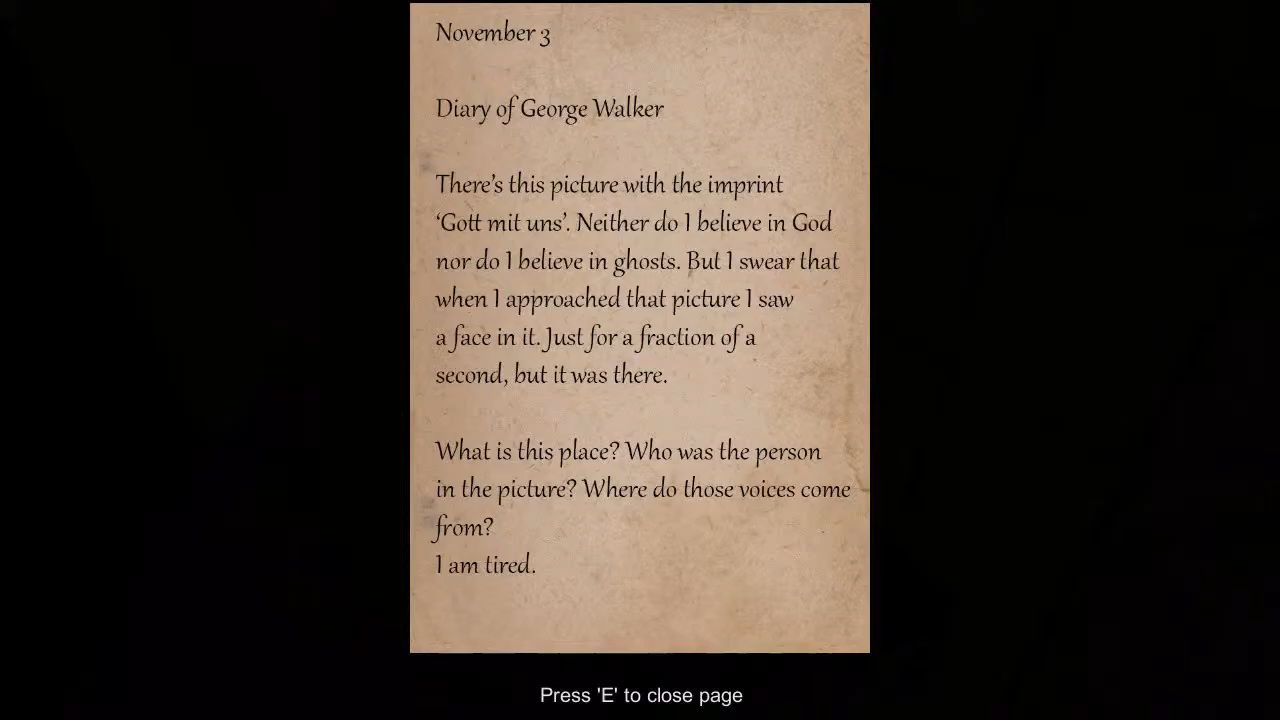 November 3
Diary of George Walker
There's this picture with the imprint
‘Gott mit uns’. Neither do I believe in God
nor do I believe in ghosts. But I swear that
when I approached that picture I saw
a face in it. Just for a fraction of a
second, but it was there.
What is this place? Who was the person
in the picture? Where do those voices come
from?
I am tired.
Press 'E' to close page